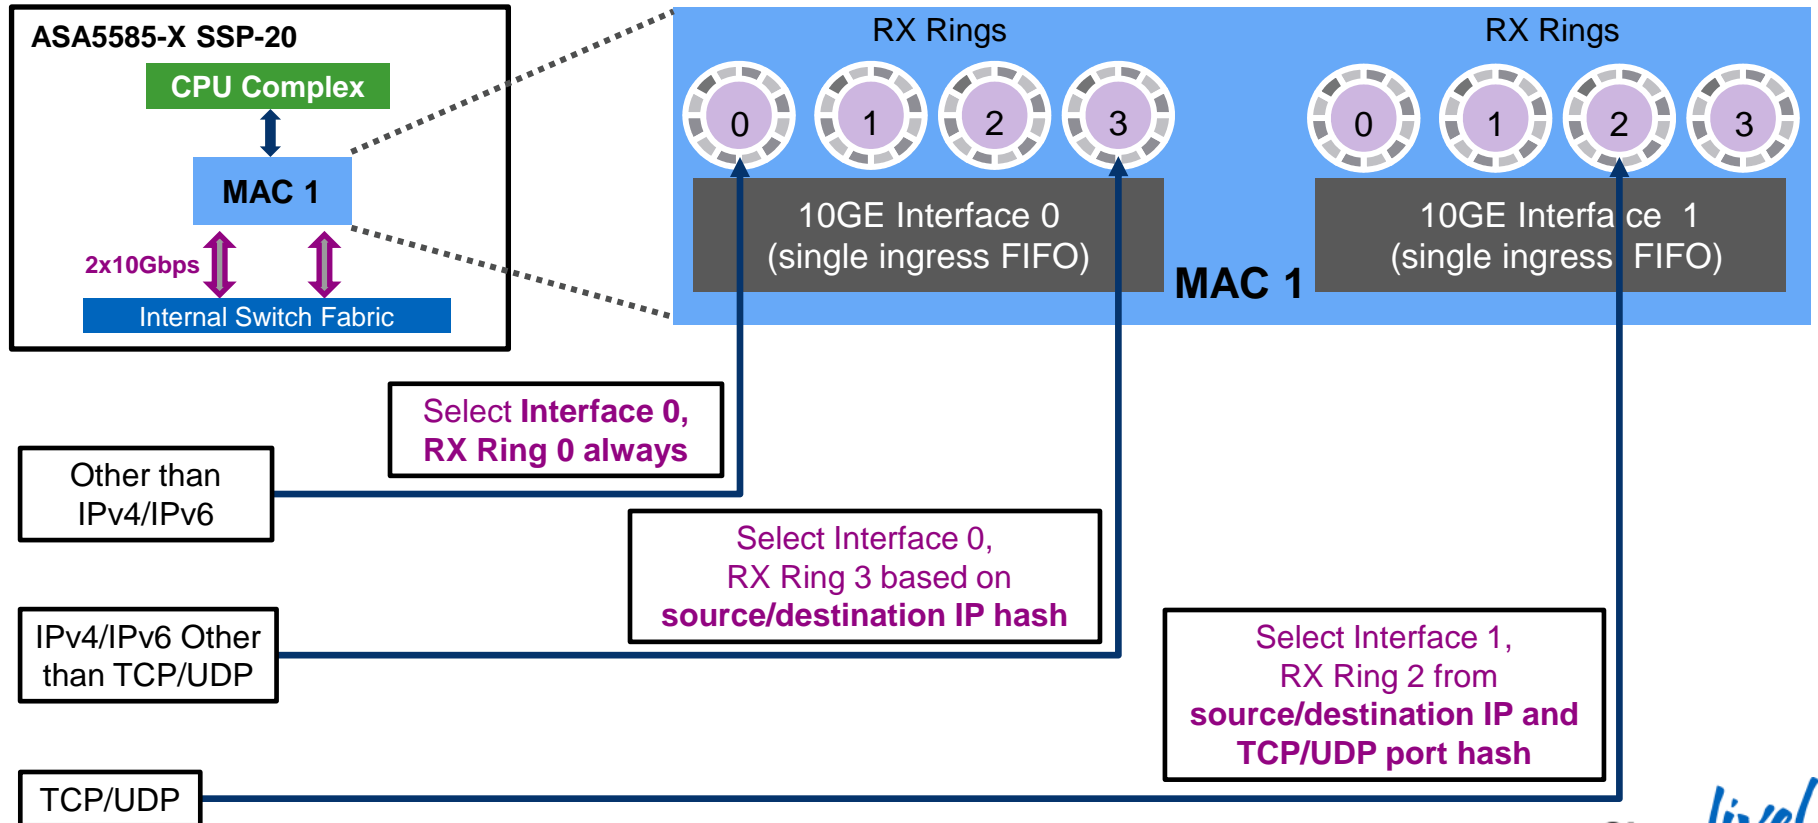 ASA5585-X SSP-20
CPU Complex
MAC 1
2x10Gbps
Internal Switch Fabric
RX Rings
RX Rings
0
1
2
3
0
1
2
3
10GE Interface 0
(single ingress FIFO)
10GE Interface 1
(single ingress FIFO)
MAC 1
Select Interface 0,
RX Ring 0 always
Other than
IPv4/IPv6
Select Interface 0,
RX Ring 3 based on
source/destination IP hash
IPv4/IPv6 Other
than TCP/UDP
Select Interface 1,
RX Ring 2 from
source/destination IP and
TCP/UDP port hash
TCP/UDP
live!